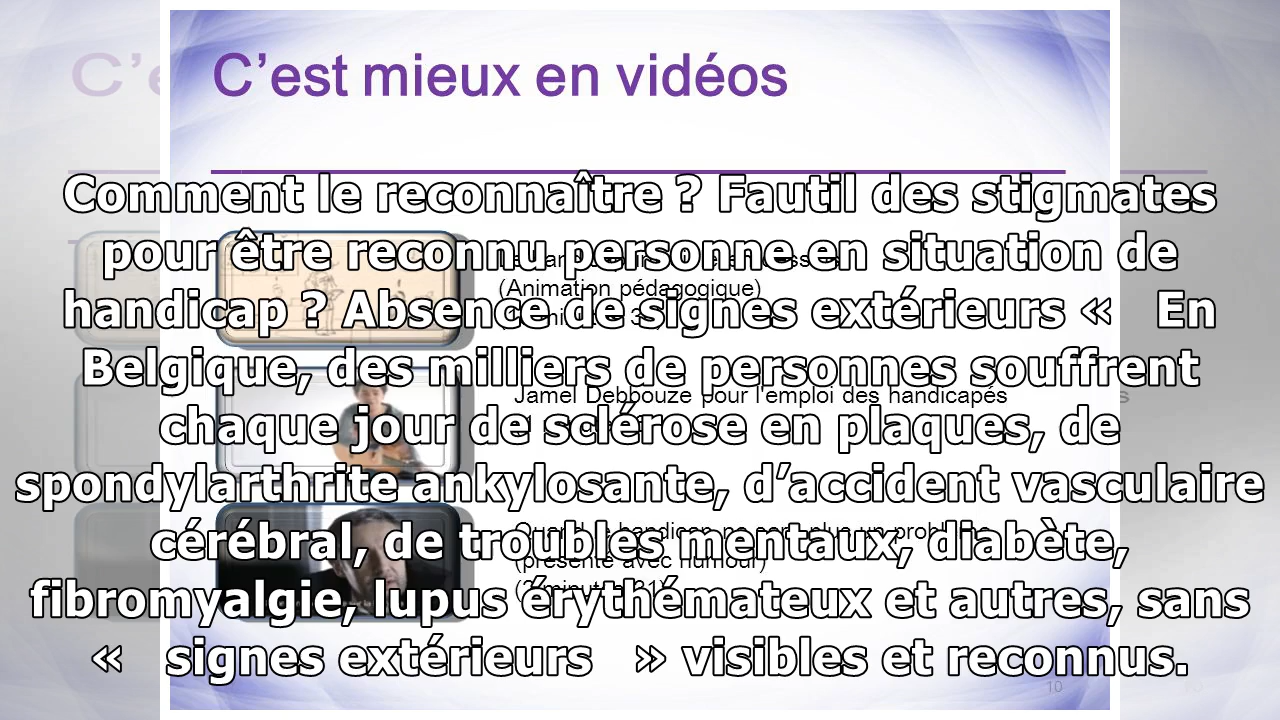 C'est mieux en vidéos
Comment le reconnaître ? Fautil des stigmates
pour être reconnu personne en situation de
handicap ? Absence de signes extérieurs « En
Belgique, des milliers de personnes souffrent
chaque jour de sclérose en plaques, de
spondylarthrite ankylosante, d’accident vasculaire
cérébral, de troubles mentaux, diabète,
fibromyalgie, lupus érythémateux et autres, sans
« signes extérieurs » visibles et reconnus.
(Animation pédagogique)
Jamel Debbouze pour l'emploi des handicapés
(présenté avec humour)
10